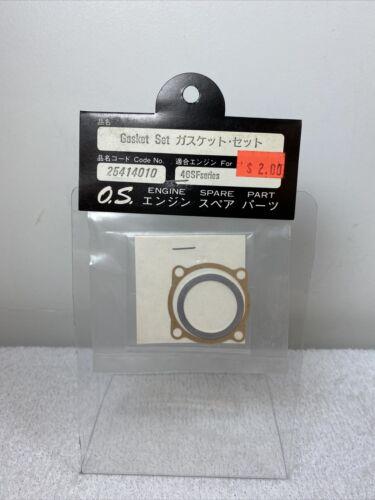 品名
Gasket Set ガスケット・セット
品名コード Code No. 適合エンジン For
$ 2.00
25414010 46SFseries
O.S. ENGINE SPARE PART
エンジン スペア パーツ